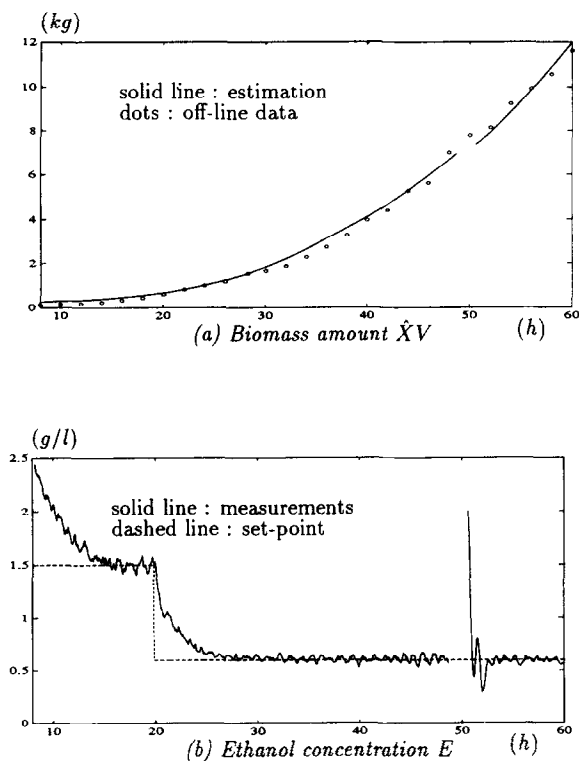 (kg)
12
10
8
6
4
2
0
solid line : estimation
dots : off-line data
10 20 30 40 50 60
(a) Biomass amount X̂V (h)
(g/l)
2.5
2
1.5
1
0.5
0
solid line : measurements
dashed line : set-point
10 20 30 40 50 60
(b) Ethanol concentration E (h)